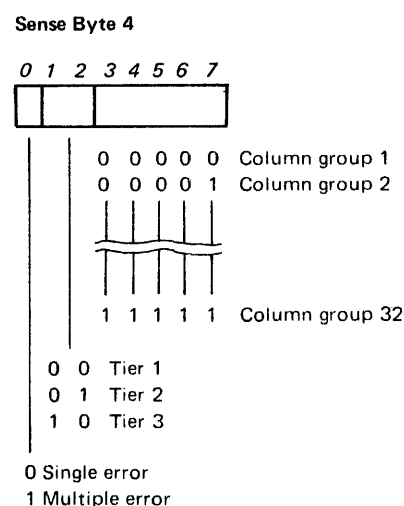 Sense Byte 4
0 1 2 3 4 5 6 7
0 0 0 0 0 Column group 1
0 0 0 0 1 Column group 2
1 1 1 1 1 Column group 32
0 0 Tier 1
0 1 Tier 2
1 0 Tier 3
0 Single error
1 Multiple error